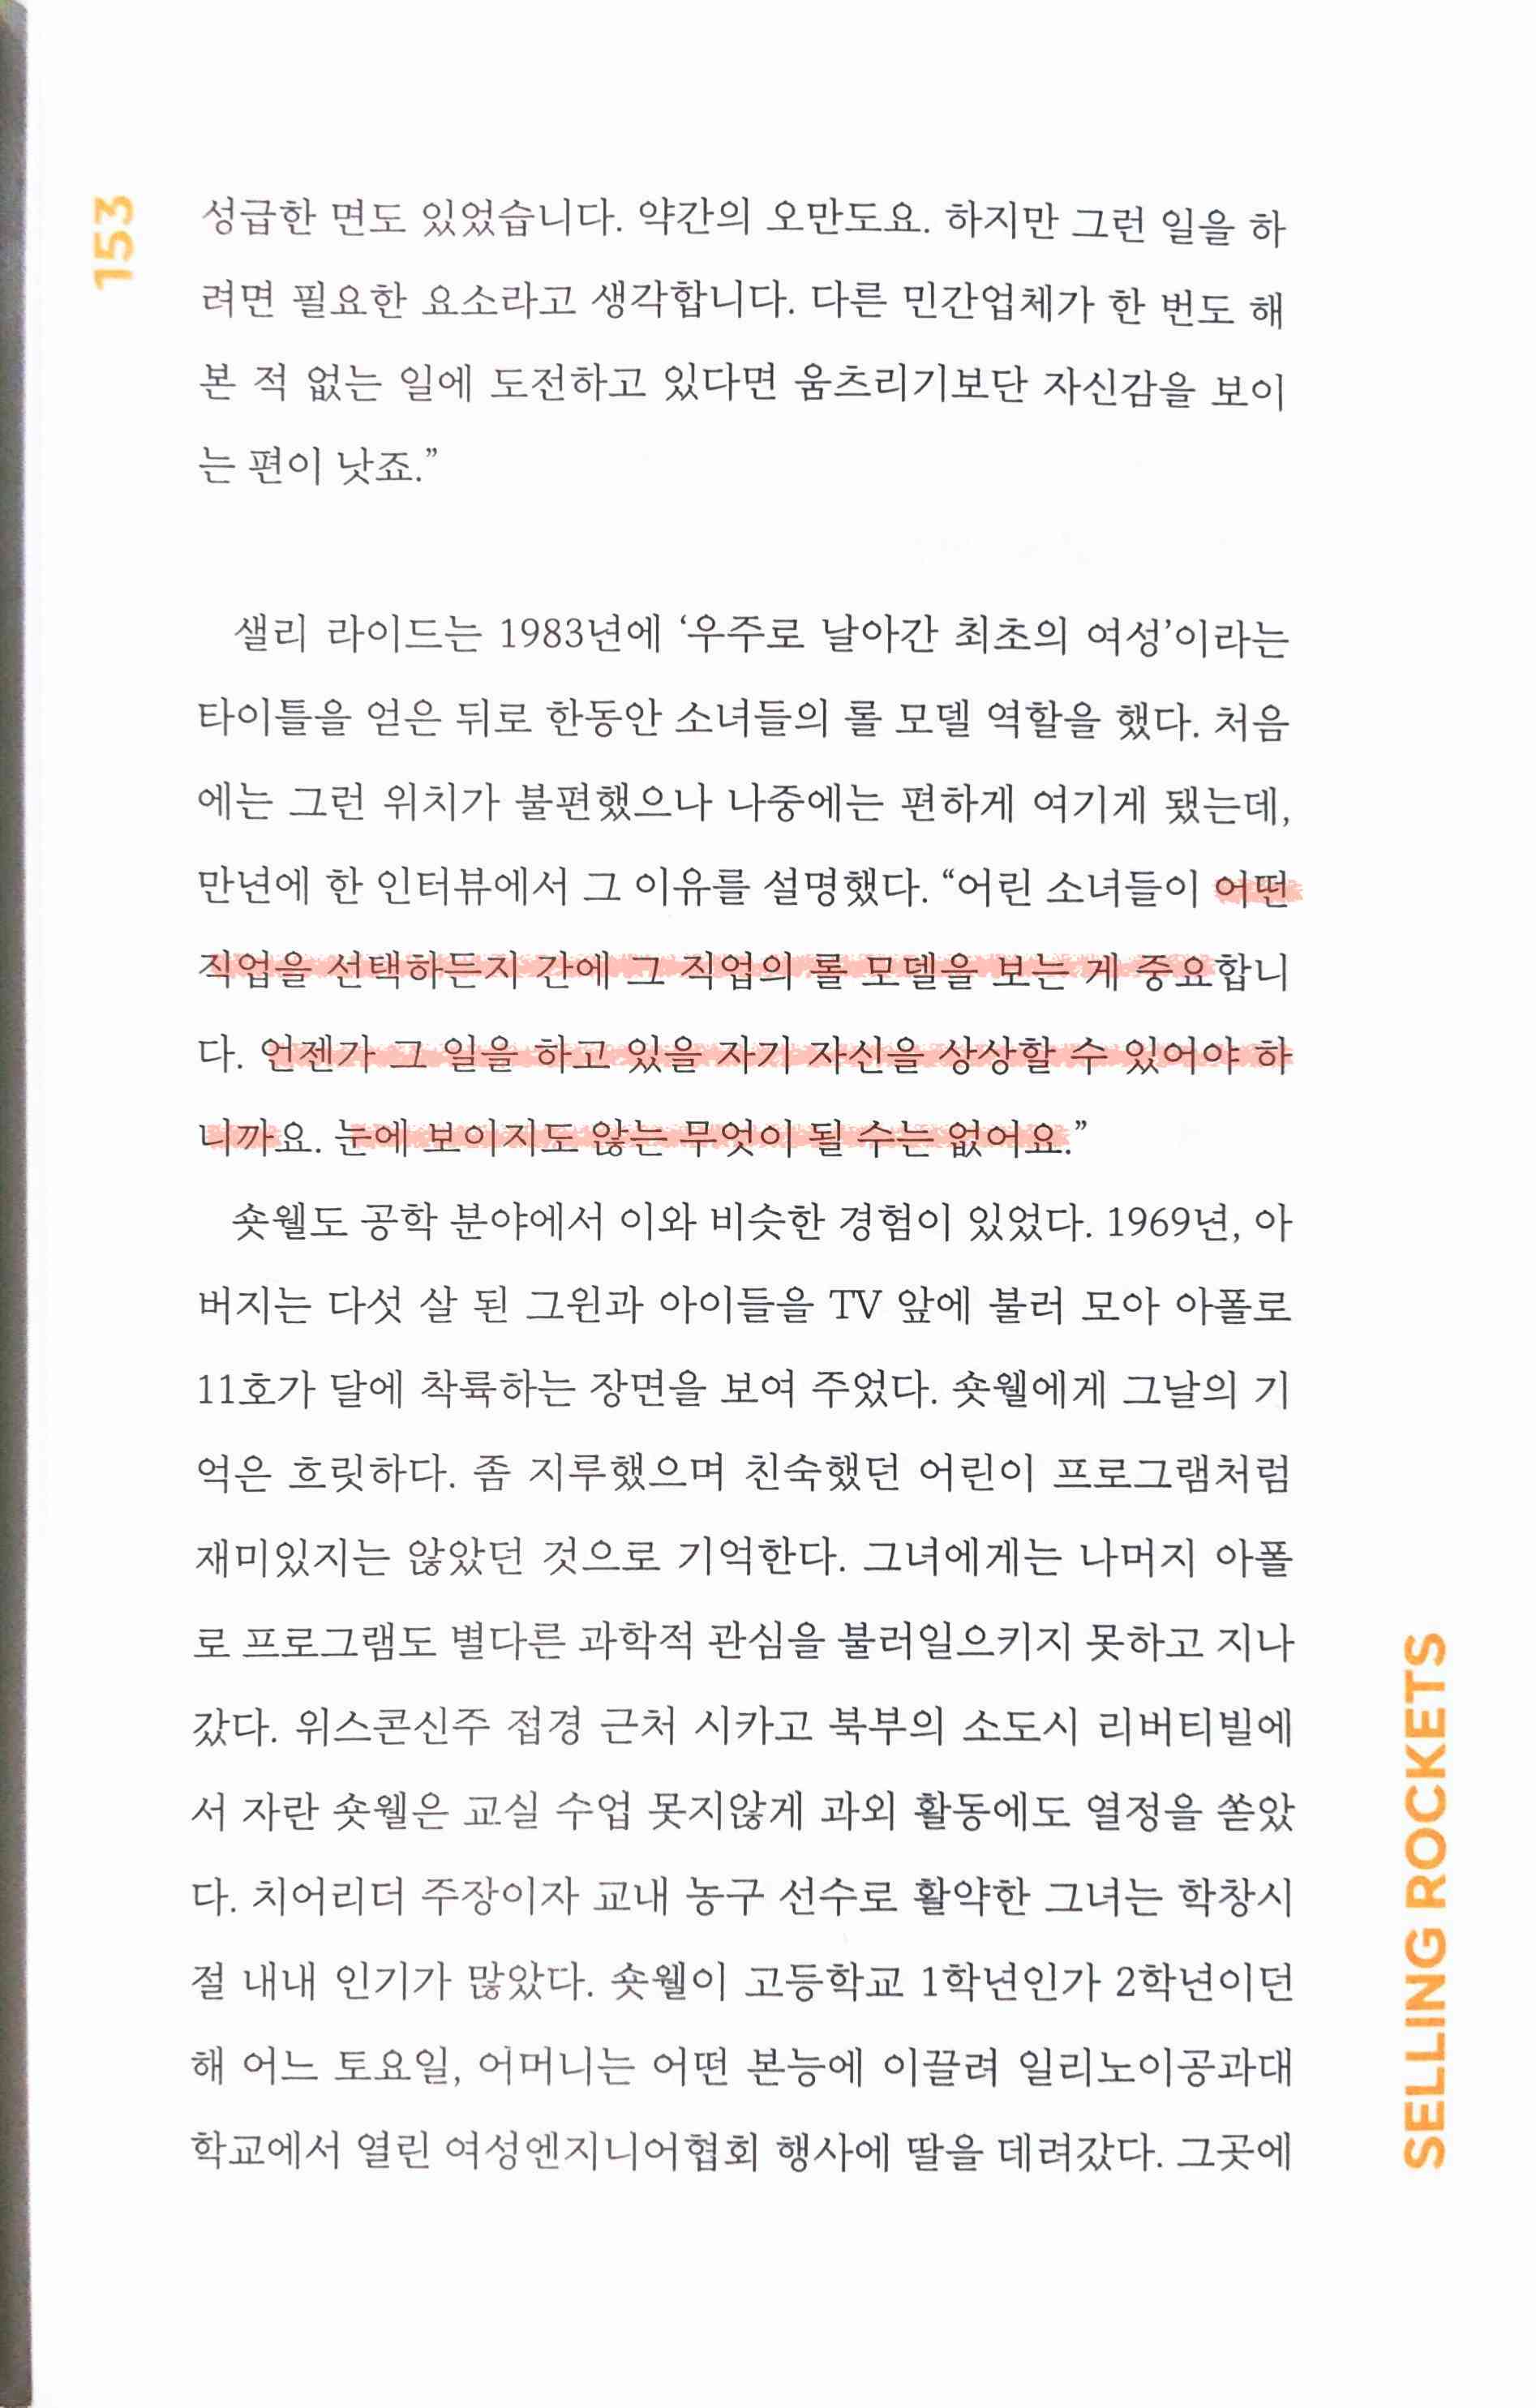 153
성급한 면도 있었습니다. 약간의 오만도요. 하지만 그런 일을 하
려면 필요한 요소라고 생각합니다. 다른 민간업체가 한 번도 해
본 적 없는 일에 도전하고 있다면 움츠리기보단 자신감을 보이
는 편이 낫죠.”
샐리 라이드는 1983년에 ‘우주로 날아간 최초의 여성’이라는
타이틀을 얻은 뒤로 한동안 소녀들의 롤 모델 역할을 했다. 처음
에는 그런 위치가 불편했으나 나중에는 편하게 여기게 됐는데,
만년에 한 인터뷰에서 그 이유를 설명했다. “어린 소녀들이 어떤
직업을 선택하든지 간에 그 직업의 롤 모델을 보는 게 중요합니
다. 언젠가 그 일을 하고 있을 자기 자신을 상상할 수 있어야 하
니까요. 눈에 보이지도 않는 무엇이 될 수는 없어요.”
숏웰도 공학 분야에서 이와 비슷한 경험이 있었다. 1969년, 아
버지는 다섯 살 된 그윈과 아이들을 TV 앞에 불러 모아 아폴로
11호가 달에 착륙하는 장면을 보여 주었다. 숏웰에게 그날의 기
억은 흐릿하다. 좀 지루했으며 친숙했던 어린이 프로그램처럼
재미있지는 않았던 것으로 기억한다. 그녀에게는 나머지 아폴
로 프로그램도 별다른 과학적 관심을 불러일으키지 못하고 지나
갔다. 위스콘신주 접경 근처 시카고 북부의 소도시 리버티빌에
서 자란 숏웰은 교실 수업 못지않게 과외 활동에도 열정을 쏟았
다. 치어리더 주장이자 교내 농구 선수로 활약한 그녀는 학창시
절 내내 인기가 많았다. 숏웰이 고등학교 1학년인가 2학년이던
해 어느 토요일, 어머니는 어떤 본능에 이끌려 일리노이공과대
학교에서 열린 여성엔지니어협회 행사에 딸을 데려갔다. 그곳에
SELLING ROCKETS